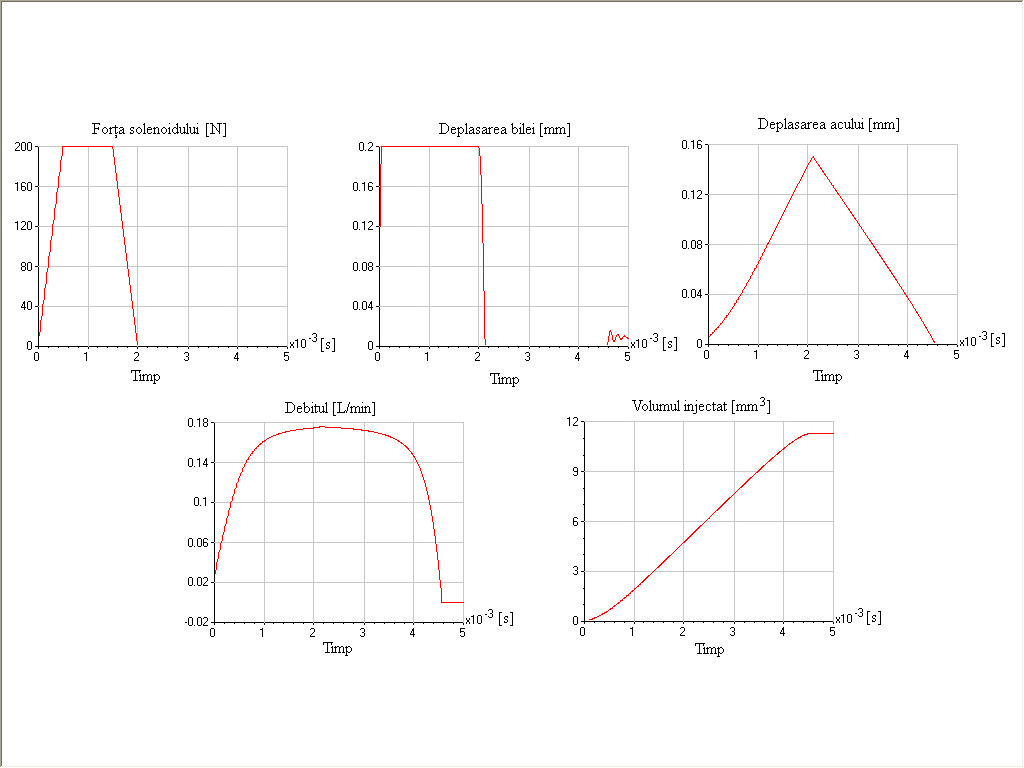 Forța solenoidului [N]
200
160
120
80
40
0
0 1 2 3 4 5
x10-3 [s]
Timp
Deplasarea bilei [mm]
0.2
0.16
0.12
0.08
0.04
0
0 1 2 3 4 5
x10-3 [s]
Timp
Deplasarea acului [mm]
0.16
0.12
0.08
0.04
0
0 1 2 3 4 5
x10-3 [s]
Timp
Debitul [L/min]
0.18
0.14
0.1
0.06
0.02
-0.02
0 1 2 3 4 5
x10-3 [s]
Timp
Volumul injectat [mm3]
12
9
6
3
0
0 1 2 3 4 5
x10-3 [s]
Timp